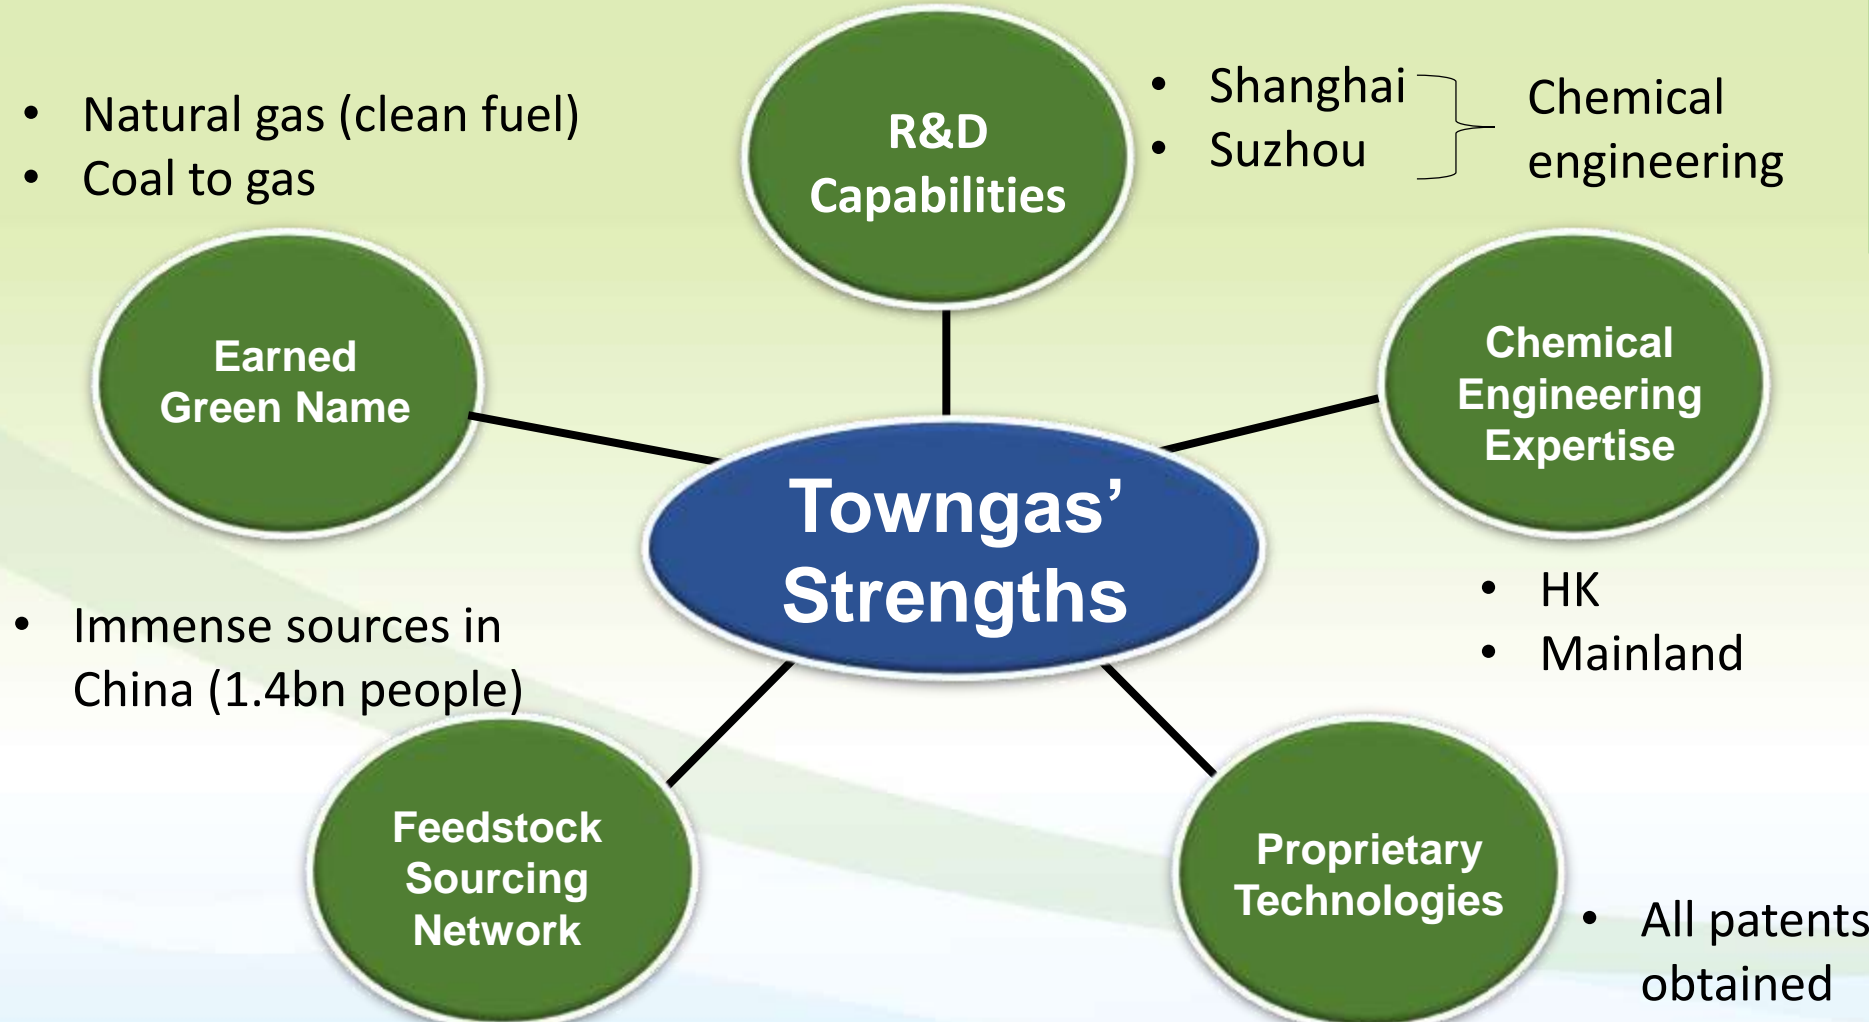 R&D
Capabilities
• Shanghai
• Suzhou
Chemical
engineering
• Natural gas (clean fuel)
• Coal to gas
Earned
Green Name
Chemical
Engineering
Expertise
• HK
• Mainland
Towngas’
Strengths
• Immense sources in
China (1.4bn people)
Feedstock
Sourcing
Network
Proprietary
Technologies
• All patents
obtained